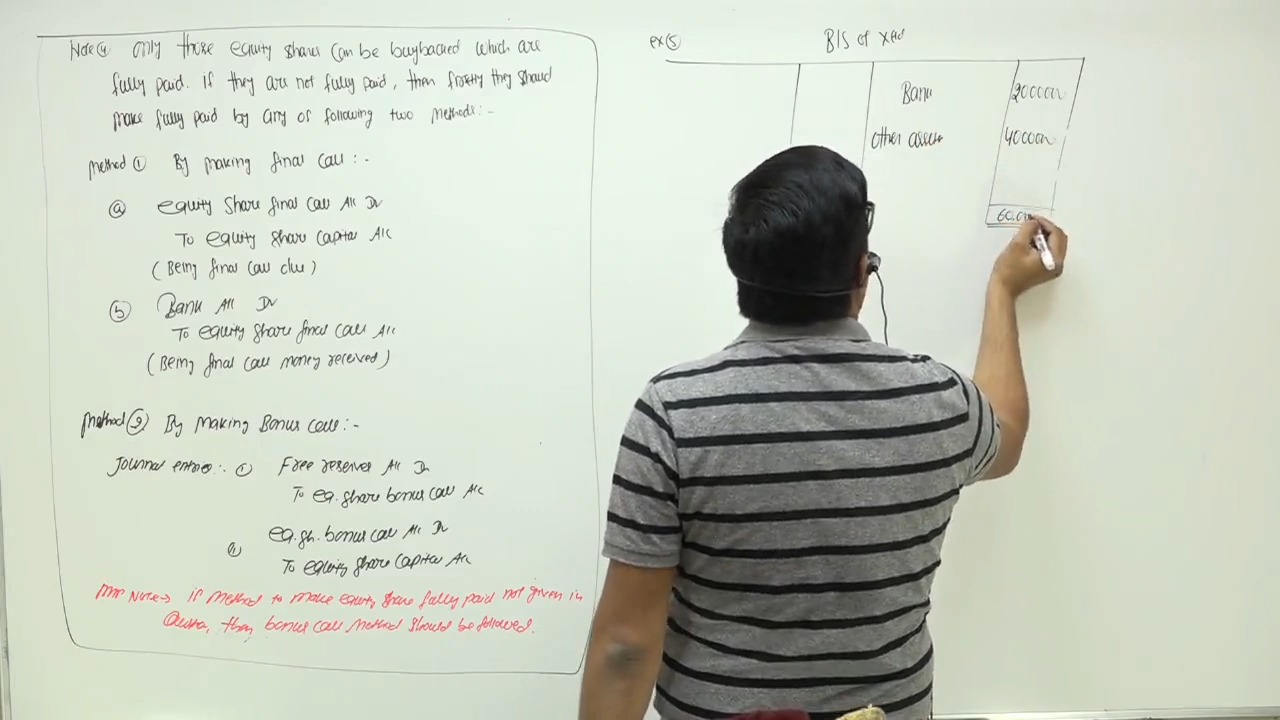 Note④ only those equity shares can be buybacked which are
fully paid. if they are not fully paid, then firstly they should
make fully paid by any of following two methods:-
Method ① By making final call:-
ⓐ equity share final call A/c Dr
To equity share capital A/c
(Being final call due)
ⓑ Bank A/c Dr
To equity share final call A/c
(Being final call money received)
Method ② By making Bonus call:-
Journal entries:- ① Free reserves A/c Dr
To eq. share bonus call A/c
② eq. sh. bonus call A/c Dr
To equity share capital A/c
Note → if method to make equity share fully paid not given in
then bonus call method should be followed.
ex⑤ B/S of
Bank 200000
other assets 400000